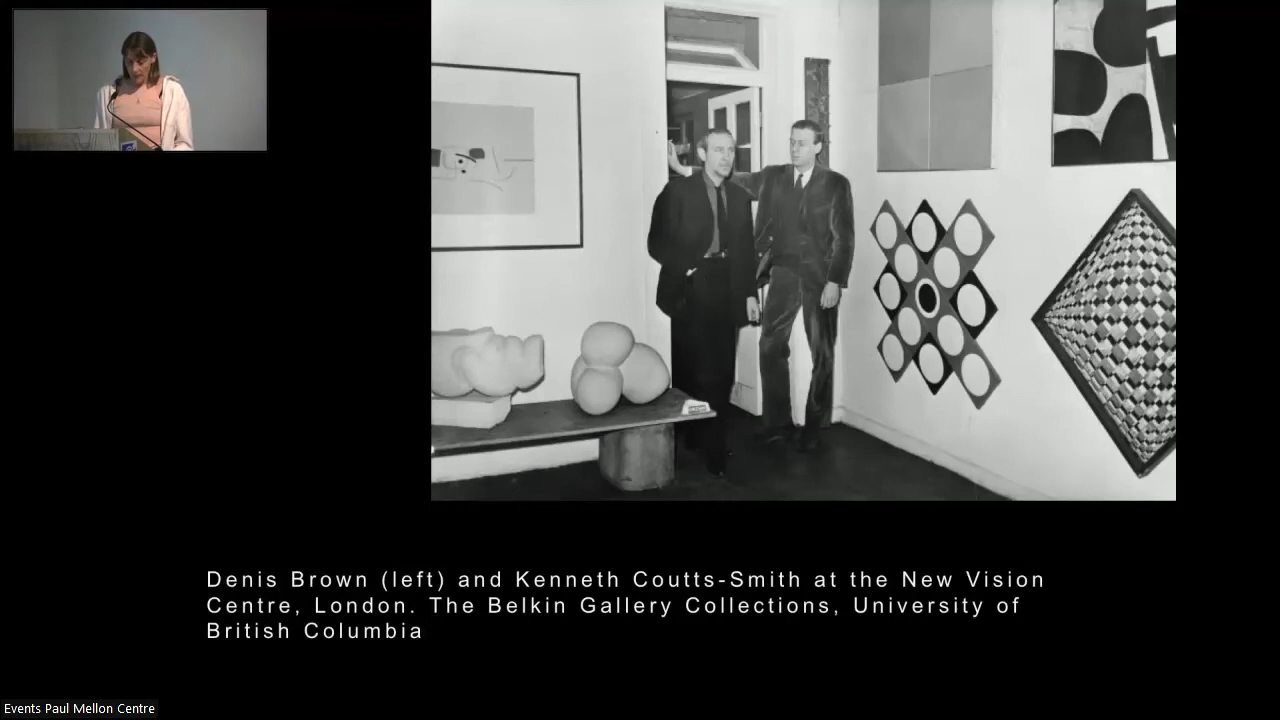 Denis Brown (left) and Kenneth Coutts-Smith at the New Vision
Centre, London. The Belkin Gallery Collections, University of
British Columbia
Events Paul Mellon Centre